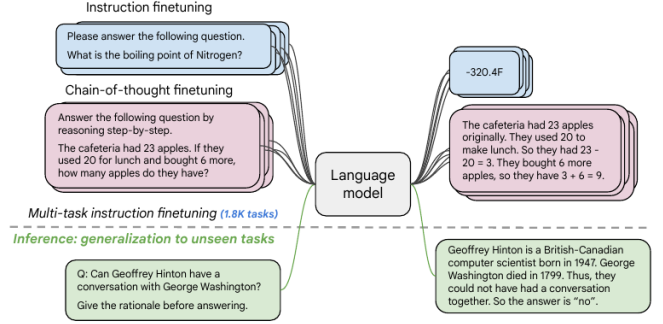 Instruction finetuning
Please answer the following question.
What is the boiling point of Nitrogen?
-320.4F
Chain-of-thought finetuning
Answer the following question by
reasoning step-by-step.
The cafeteria had 23 apples. If they
used 20 for lunch and bought 6 more,
how many apples do they have?
The cafeteria had 23 apples
originally. They used 20 to
make lunch. So they had 23 -
20 = 3. They bought 6 more
apples, so they have 3 + 6 = 9.
Language
model
Multi-task instruction finetuning (1.8K tasks)
Inference: generalization to unseen tasks
Q: Can Geoffrey Hinton have a
conversation with George Washington?
Give the rationale before answering.
Geoffrey Hinton is a British-Canadian
computer scientist born in 1947. George
Washington died in 1799. Thus, they
could not have had a conversation
together. So the answer is “no”.